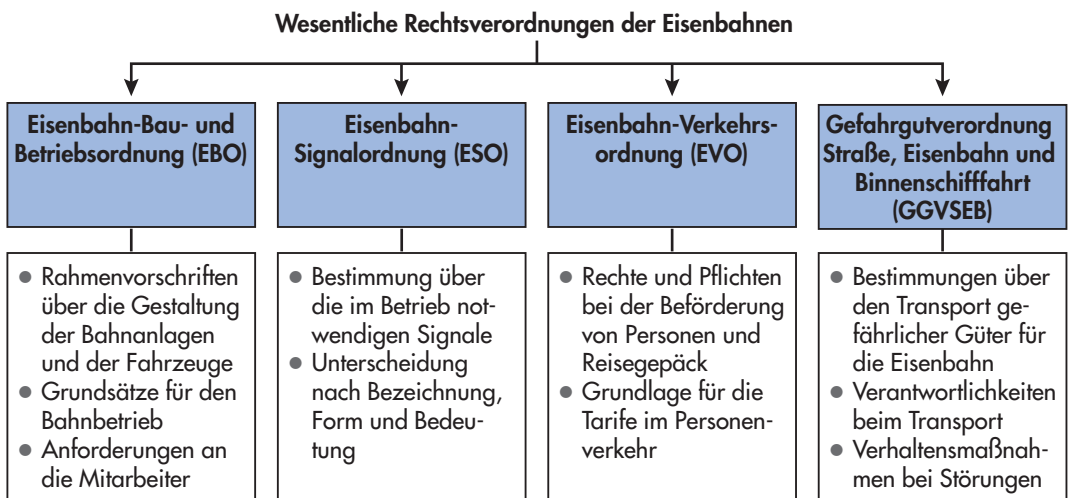 Wesentliche Rechtsverordnungen der Eisenbahnen
Eisenbahn-Bau- und
Betriebsordnung (EBO)
Eisenbahn-
Signalordnung (ESO)
Eisenbahn-Verkehrs-
ordnung (EVO)
Gefahrgutverordnung
Straße, Eisenbahn und
Binnenschifffahrt
(GGVSEB)
● Rahmenvorschriften
über die Gestaltung
der Bahnanlagen
und der Fahrzeuge
● Grundsätze für den
Bahnbetrieb
● Anforderungen an
die Mitarbeiter
● Bestimmung über
die im Betrieb not-
wendigen Signale
● Unterscheidung
nach Bezeichnung,
Form und Bedeu-
tung
● Rechte und Pflichten
bei der Beförderung
von Personen und
Reisegepäck
● Grundlage für die
Tarife im Personen-
verkehr
● Bestimmungen über
den Transport ge-
fährlicher Güter für
die Eisenbahn
● Verantwortlichkeiten
beim Transport
● Verhaltensmaßnah-
men bei Störungen